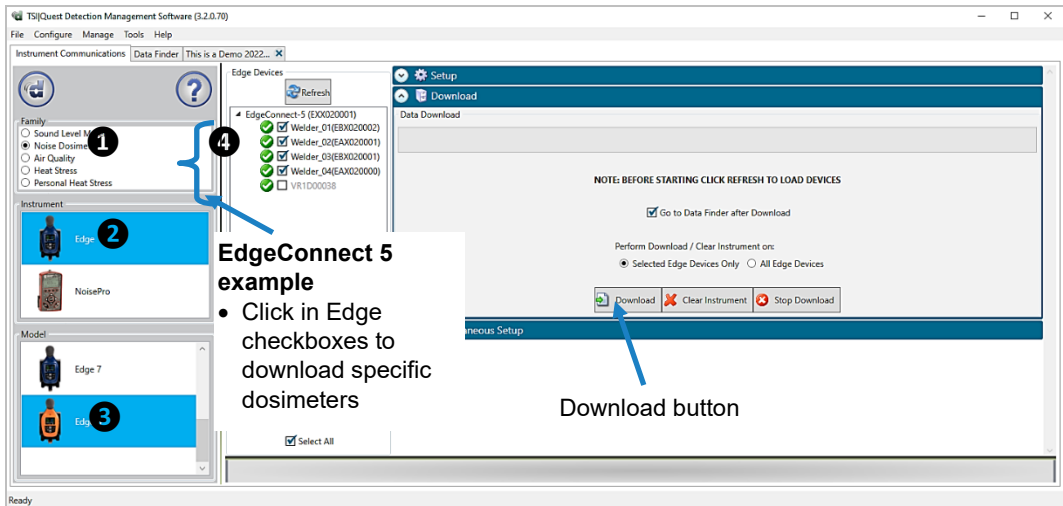 TSI|Quest Detection Management Software (3.2.0.70)
File Configure Manage Tools Help
Instrument Communications Data Finder This is a Demo 2022...
Family
Sound Level M
Noise Dosime
Air Quality
Heat Stress
Personal Heat Stress
1
Instrument
Edge
2
NoisePro
Model
Edge 7
Edg
3
Edge Devices
Refresh
4
EdgeConnect-5 (EXX020001)
Welder_01(EBX020002)
Welder_02(EAX020001)
Welder_03(EBX020001)
Welder_04(EAX020000)
VR1D00038
EdgeConnect 5
example
• Click in Edge
checkboxes to
download specific
dosimeters
Select All
Setup
Download
Data Download
NOTE: BEFORE STARTING CLICK REFRESH TO LOAD DEVICES
Go to Data Finder after Download
Perform Download / Clear Instrument on:
Selected Edge Devices Only All Edge Devices
Download Clear Instrument Stop Download
neous Setup
Download button
Ready